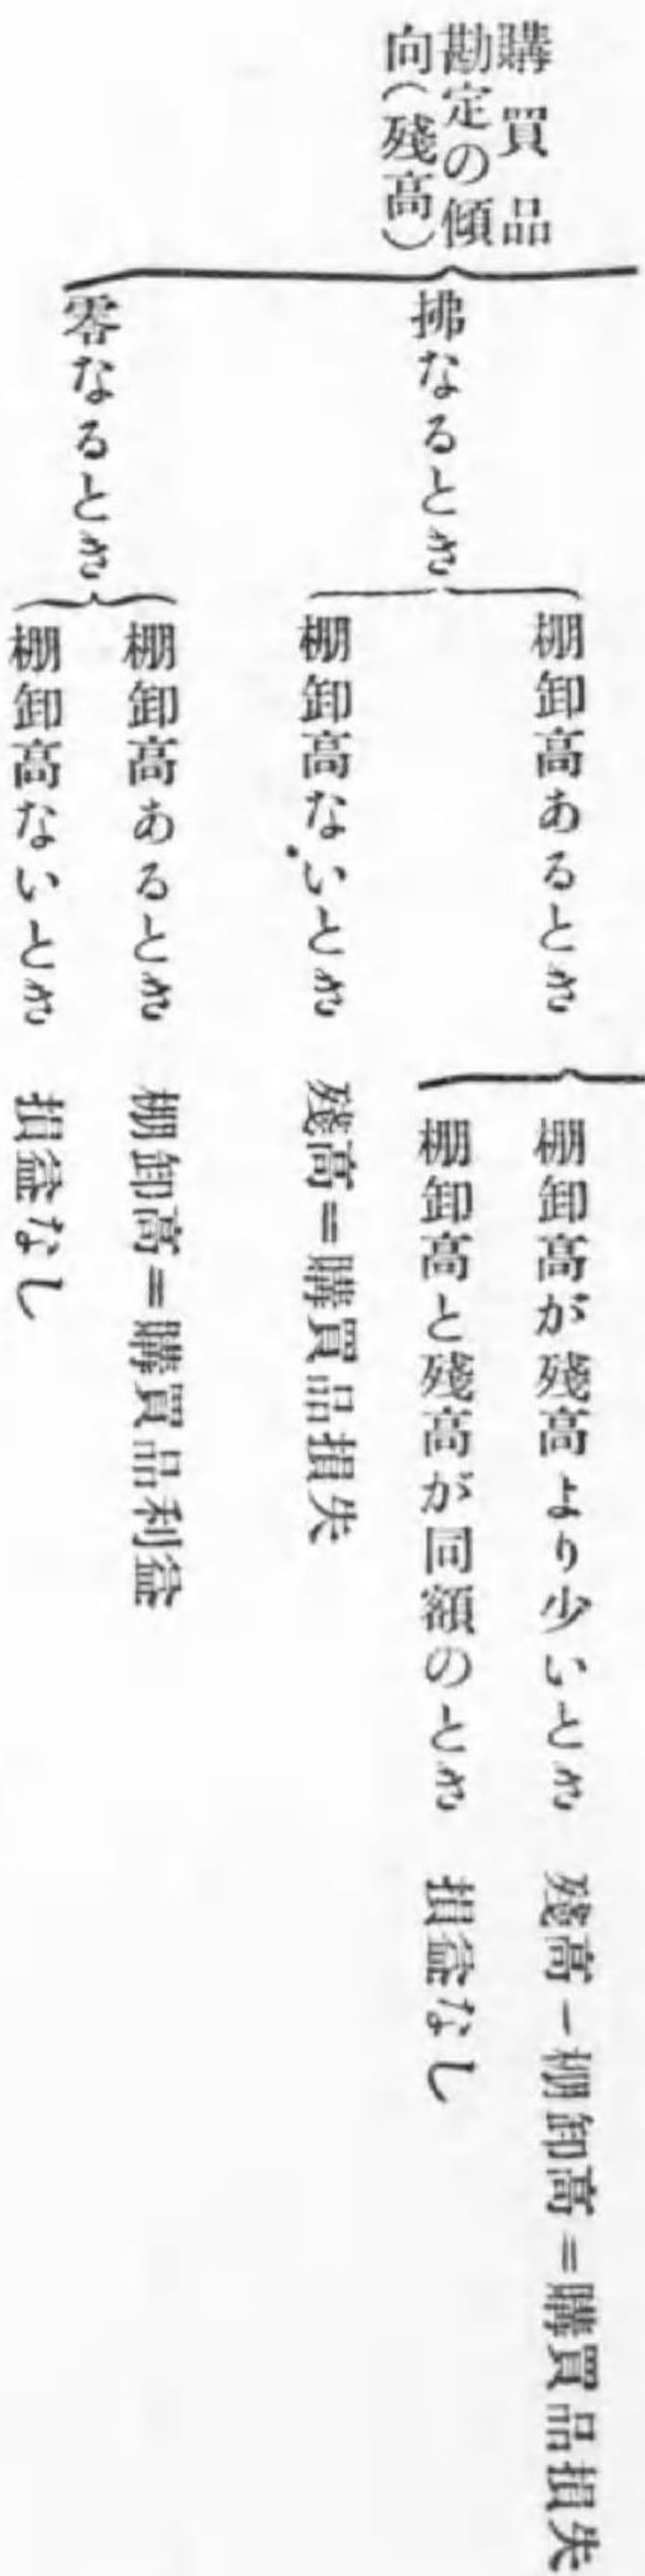 購買品
勘定の傾
向(殘高)
拂なるとき
棚卸高あるとき
棚卸高が殘高より少いとき 殘高-棚卸高=購買品損失
棚卸高と殘高が同額のとき 損益なし
棚卸高ないとき 殘高=購買品損失
零なるとき
棚卸高あるとき 棚卸高=購買品利益
棚卸高ないとき 損益なし